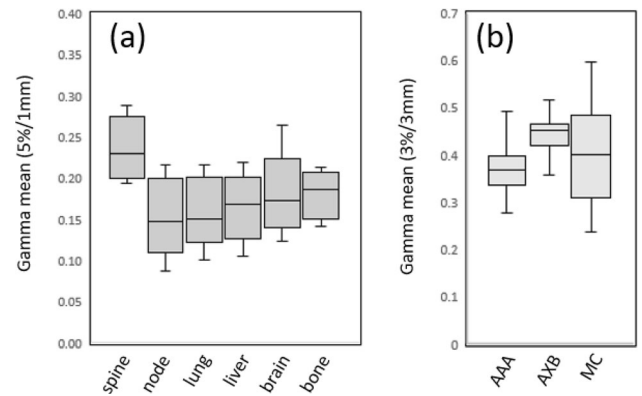 (a)
Gamma mean (5%/1mm)
0.40
0.35
0.30
0.25
0.20
0.15
0.10
0.05
0.00
spine
node
lung
liver
brain
bone
(b)
Gamma mean (3%/3mm)
0.7
0.6
0.5
0.4
0.3
0.2
0.1
0
AAA
AXB
MC